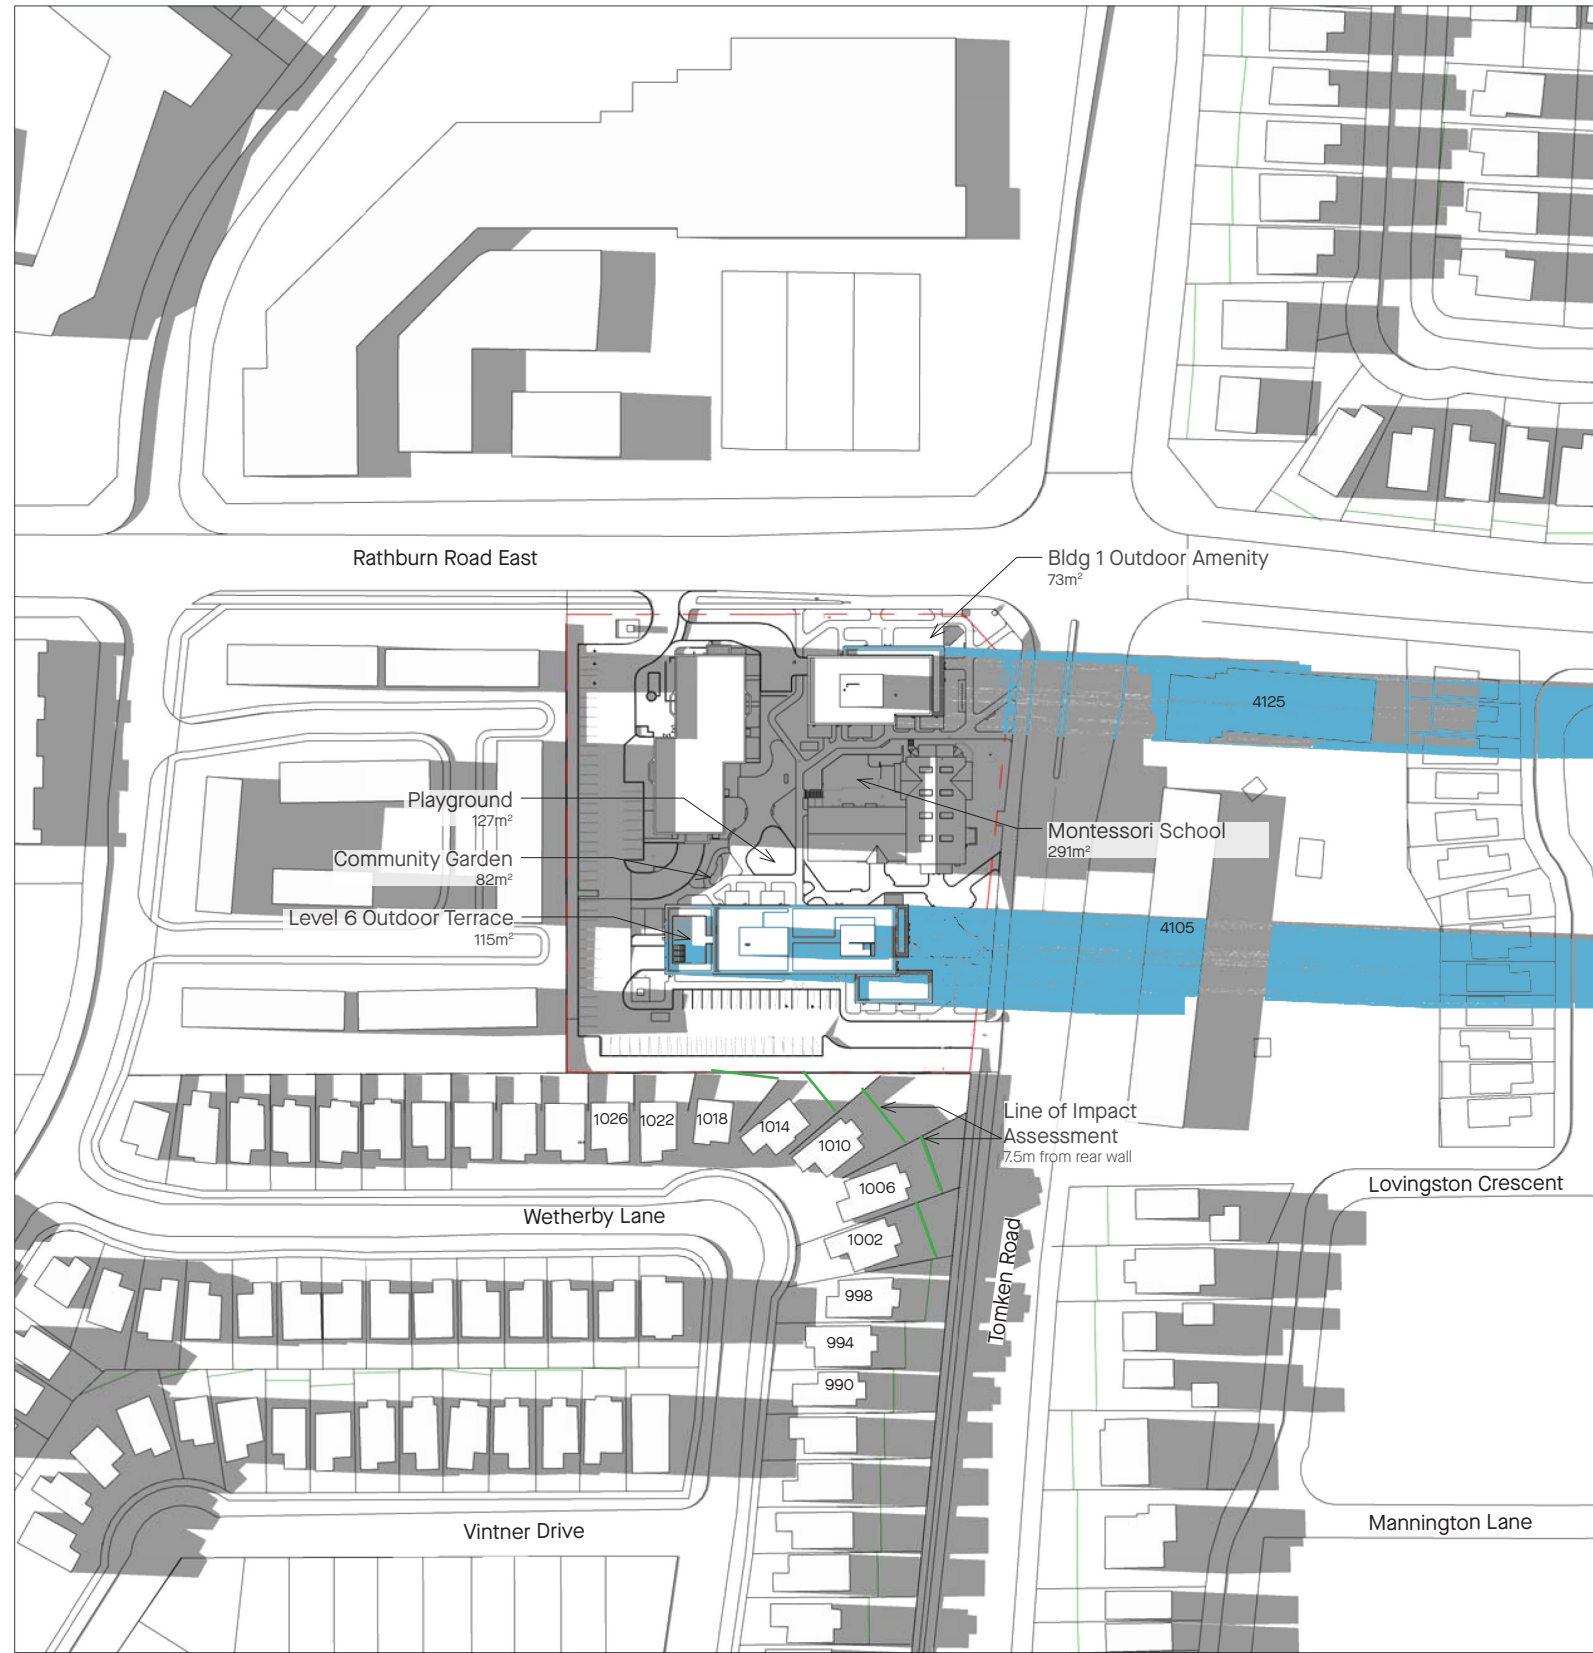 Rathburn Road East
Bldg 1 Outdoor Amenity
73m²
4125
Playground
127m²
Montessori School
291m²
Community Garden
82m²
Level 6 Outdoor Terrace
115m²
4105
Line of Impact
Assessment
7.5m from rear wall
1026
1022
1018
1014
1010
1006
1002
998
994
990
Lovingston Crescent
Wetherby Lane
Tomken Road
Vintner Drive
Mannington Lane